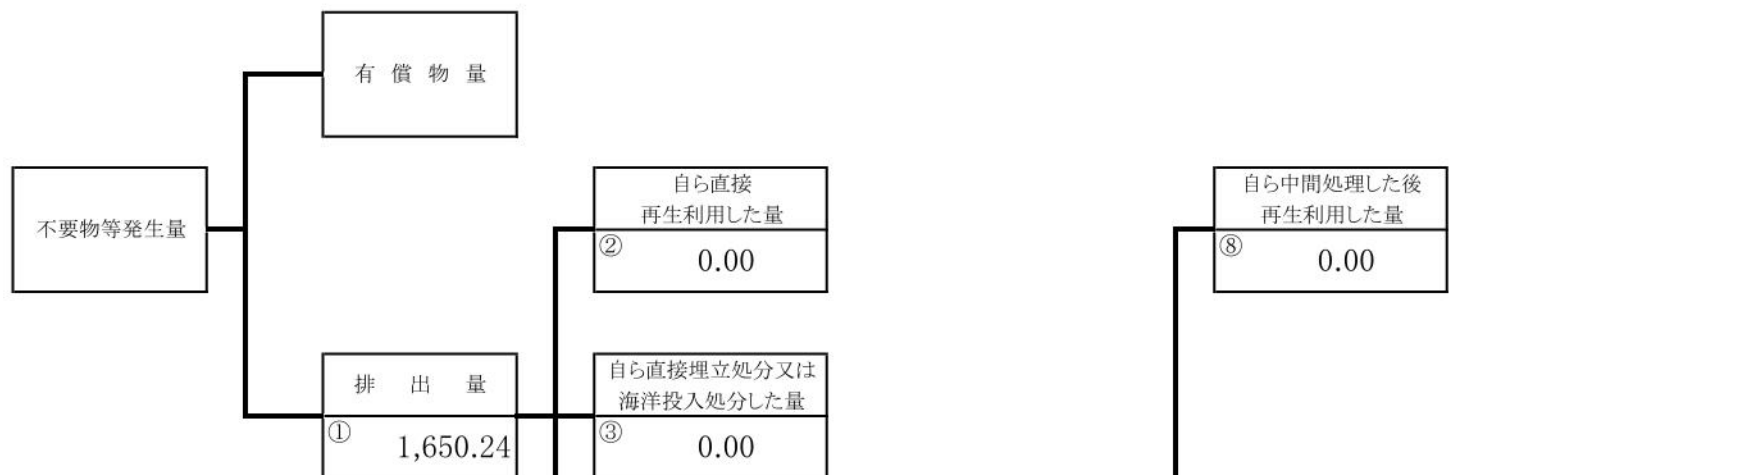 有償物量
不要物等発生量
自ら直接
再生利用した量
② 0.00
自ら中間処理した後
再生利用した量
⑧ 0.00
排出量
① 1,650.24
自ら直接埋立処分又は
海洋投入処分した量
③ 0.00